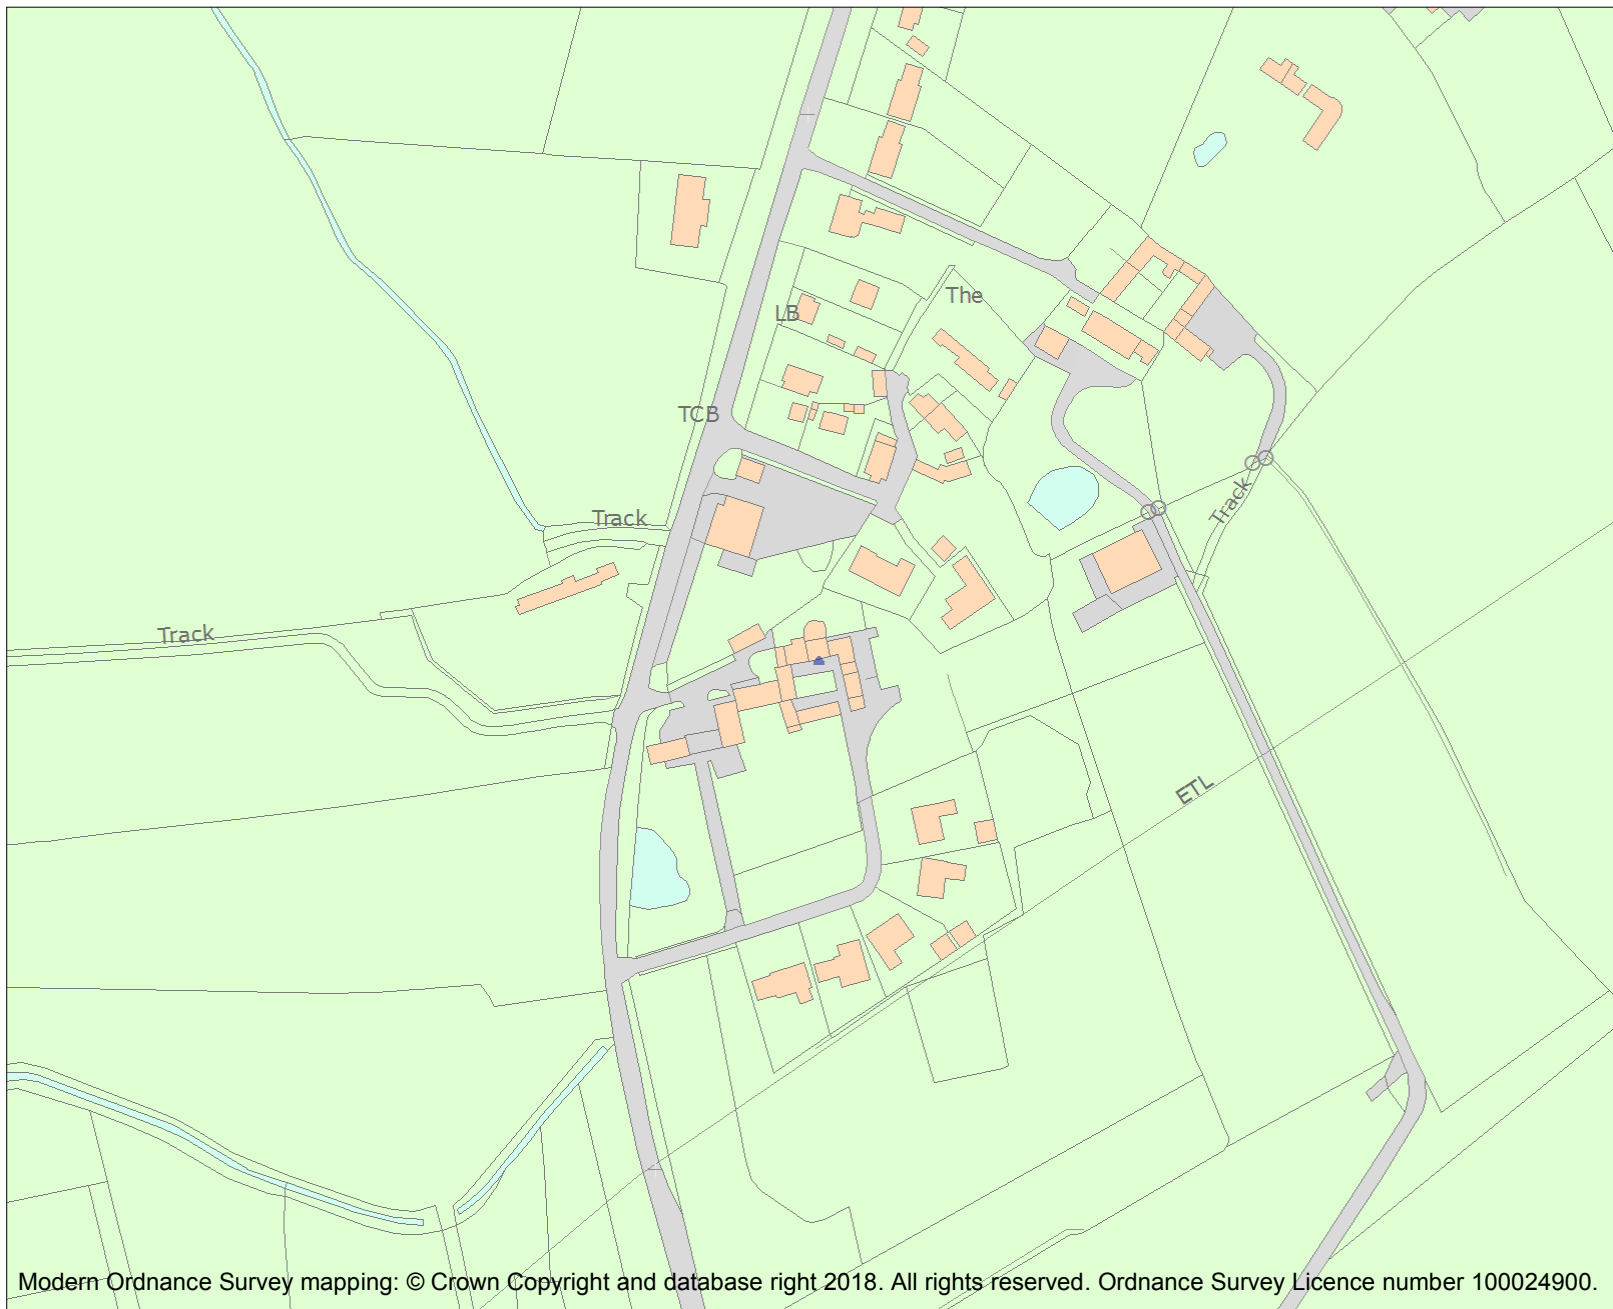 The
LB
TCB
Track
Track
Track
ETL
Modern Ordnance Survey mapping: © Crown Copyright and database right 2018. All rights reserved. Ordnance Survey Licence number 100024900.